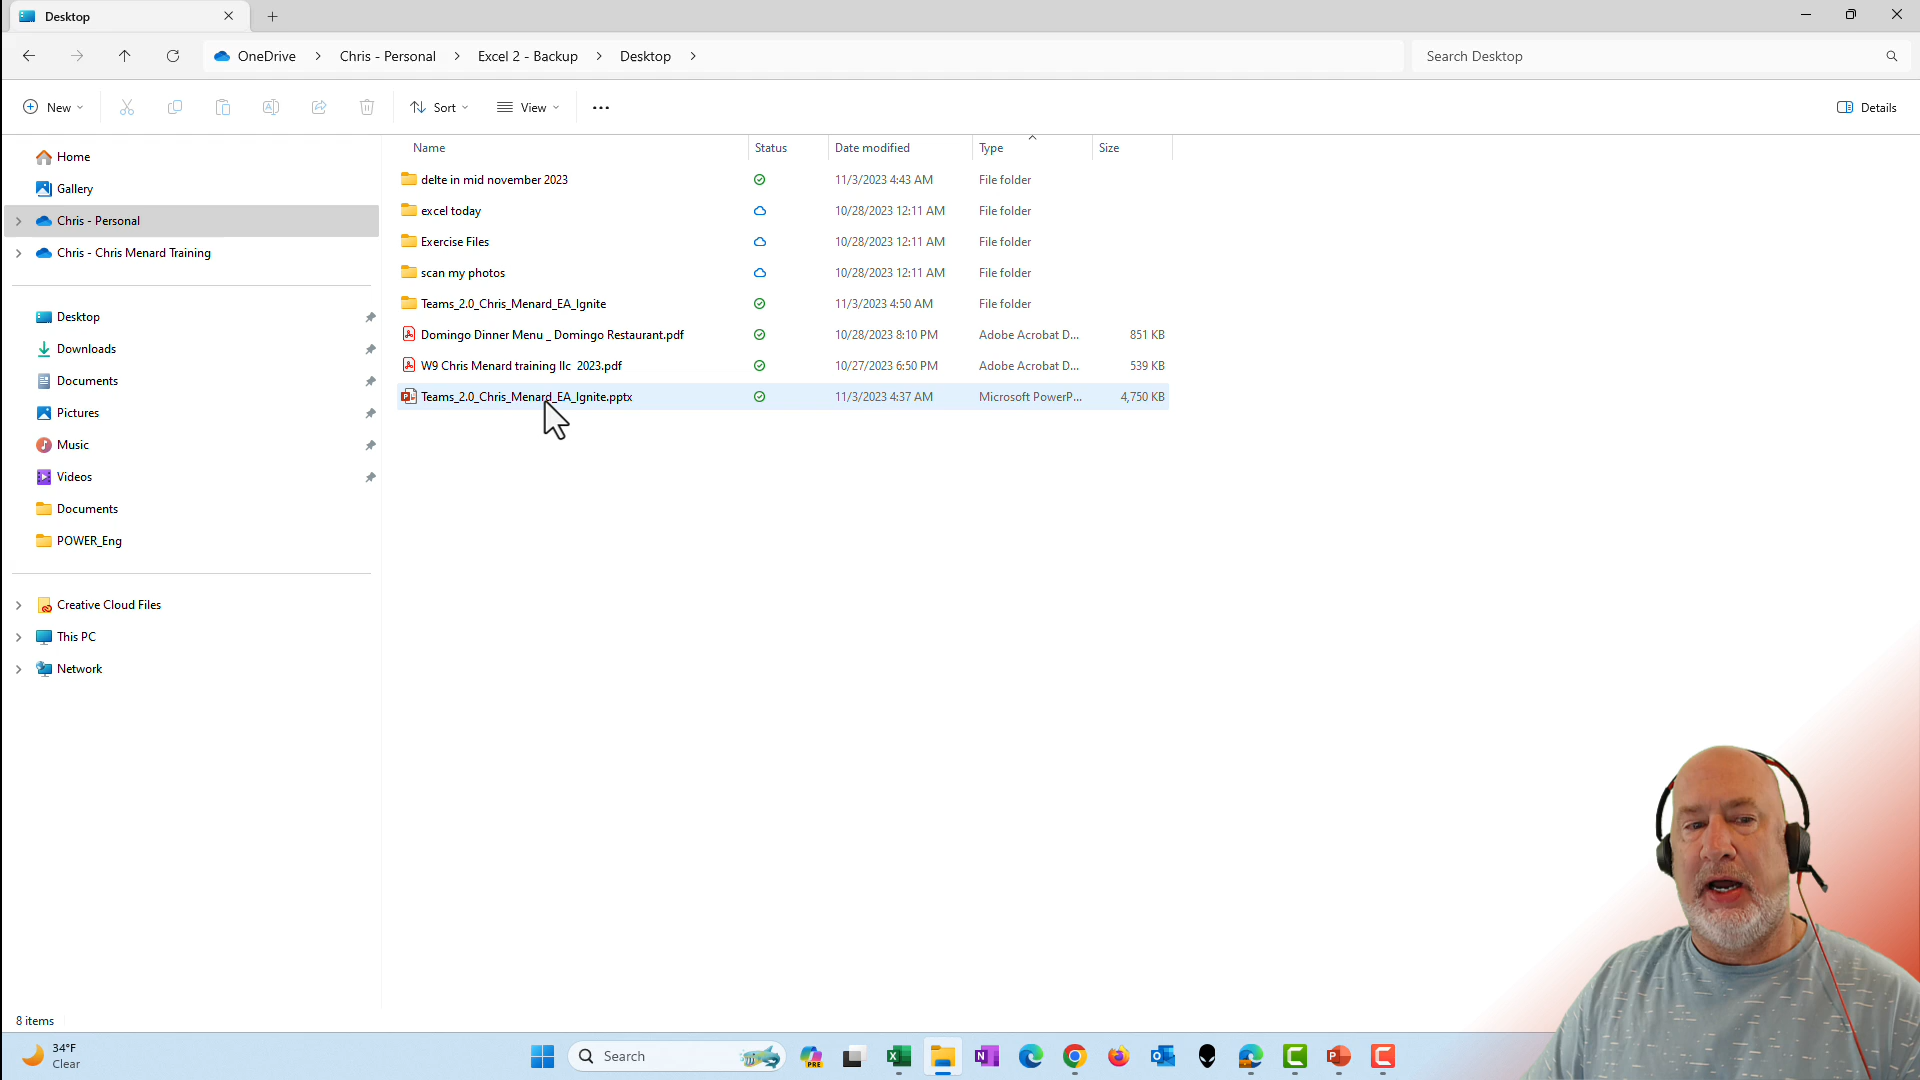 Desktop
OneDrive > Chris - Personal > Excel 2 - Backup > Desktop >
Search Desktop
New
Sort
View
Details
Home
Gallery
Chris - Personal
Chris - Chris Menard Training
Desktop
Downloads
Documents
Pictures
Music
Videos
Documents
POWER_Eng
Creative Cloud Files
This PC
Network
Name Status Date modified Type Size
delte in mid november 2023 11/3/2023 4:43 AM File folder
excel today 10/28/2023 12:11 AM File folder
Exercise Files 10/28/2023 12:11 AM File folder
scan my photos 10/28/2023 12:11 AM File folder
Teams_2.0_Chris_Menard_EA_Ignite 11/3/2023 4:50 AM File folder
Domingo Dinner Menu _ Domingo Restaurant.pdf 10/28/2023 8:10 PM Adobe Acrobat D... 851 KB
W9 Chris Menard training llc  2023.pdf 10/27/2023 6:50 PM Adobe Acrobat D... 539 KB
Teams_2.0_Chris_Menard_EA_Ignite.pptx 11/3/2023 4:37 AM Microsoft PowerP... 4,750 KB
8 items
34°F
Clear
Search
PRE